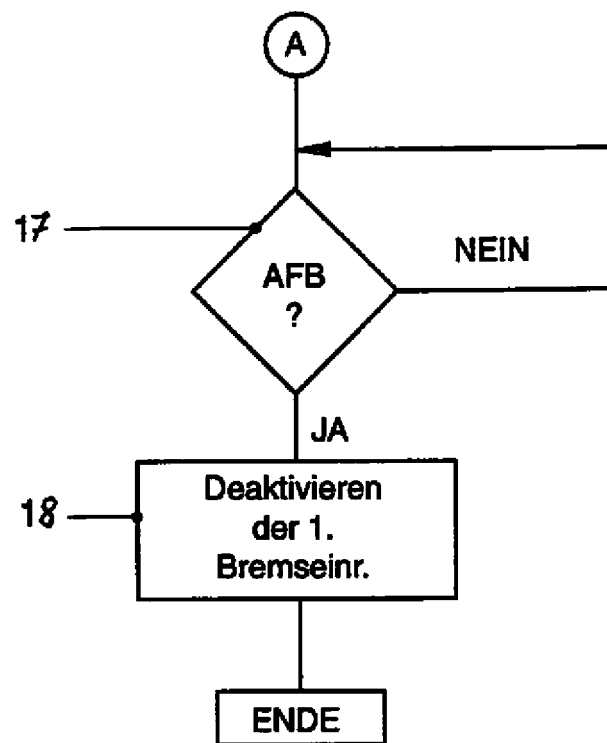 A
17
AFB
?
NEIN
JA
18
Deaktivieren
der 1.
Bremseinr.
ENDE